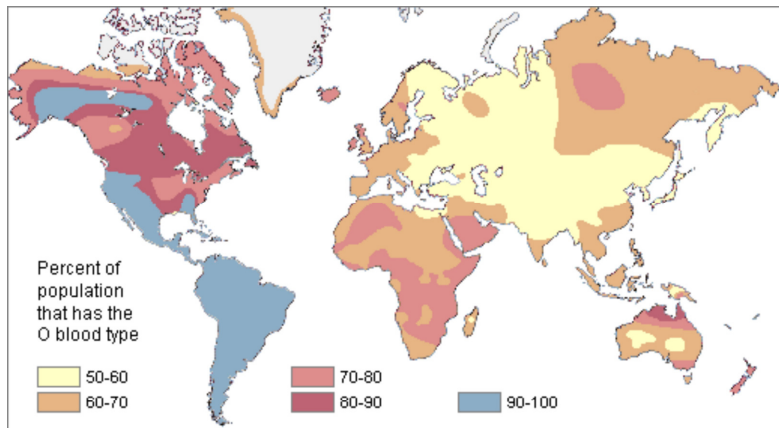 Percent of
population
that has the
O blood type
50-60
70-80
60-70
80-90
90-100